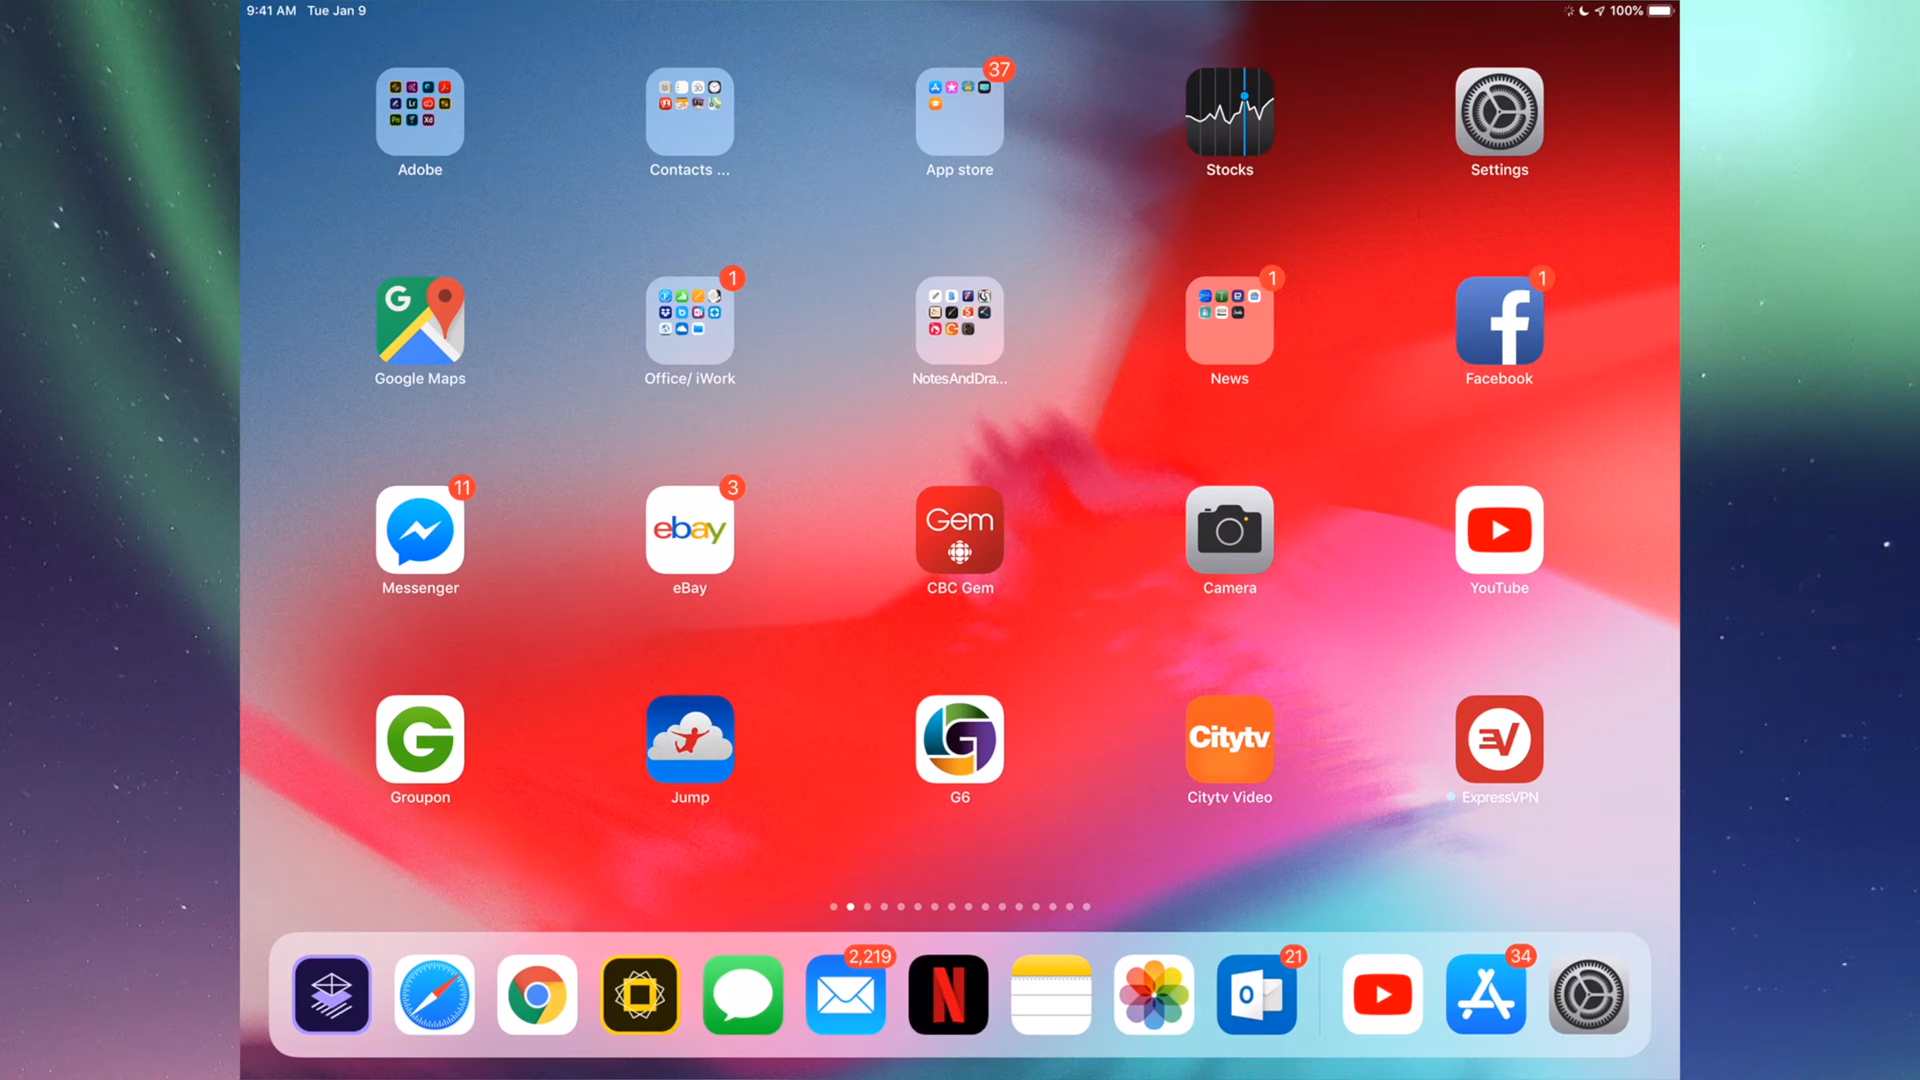 9:41 AM Tue Jan 9
100%
37
Adobe
Contacts ...
App store
Stocks
Settings
1
1
1
Google Maps
Office/ iWork
NotesAndDra...
News
Facebook
11
3
ebay
Gem
Messenger
eBay
CBC Gem
Camera
YouTube
Citytv
Groupon
Jump
G6
Citytv Video
ExpressVPN
2,219
21
34